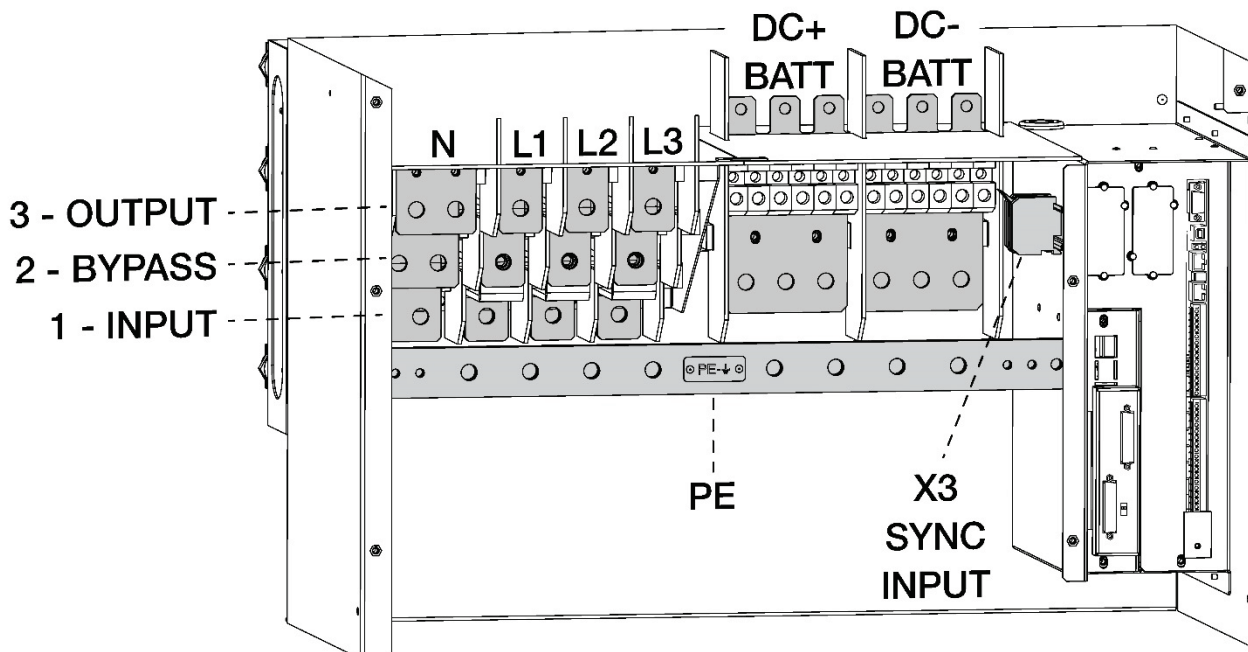 DC+
BATT
DC-
BATT
N
L1
L2
L3
3 - OUTPUT
2 - BYPASS
1 - INPUT
PE-⏚
PE
X3
SYNC
INPUT